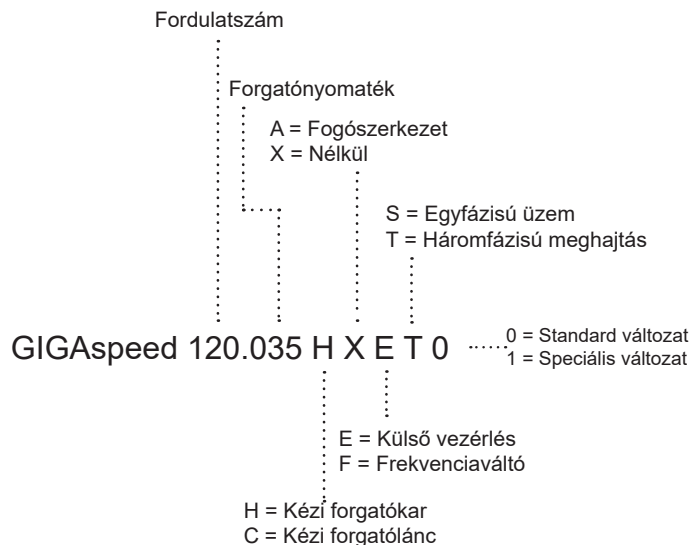 Fordulatszám
Forgatónyomaték
A = Fogószerkezet
X = Nélkül
S = Egyfázisú üzem
T = Háromfázisú meghajtás
GIGAspeed 120.035 H X E T 0
0 = Standard változat
1 = Speciális változat
E = Külső vezérlés
F = Frekvenciaváltó
H = Kézi forgatókar
C = Kézi forgatólánc